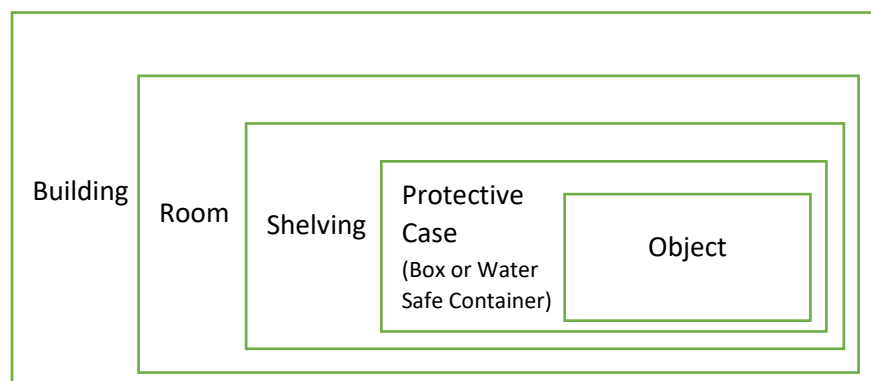 Building
Room
Shelving
Protective
Case
(Box or Water
Safe Container)
Object